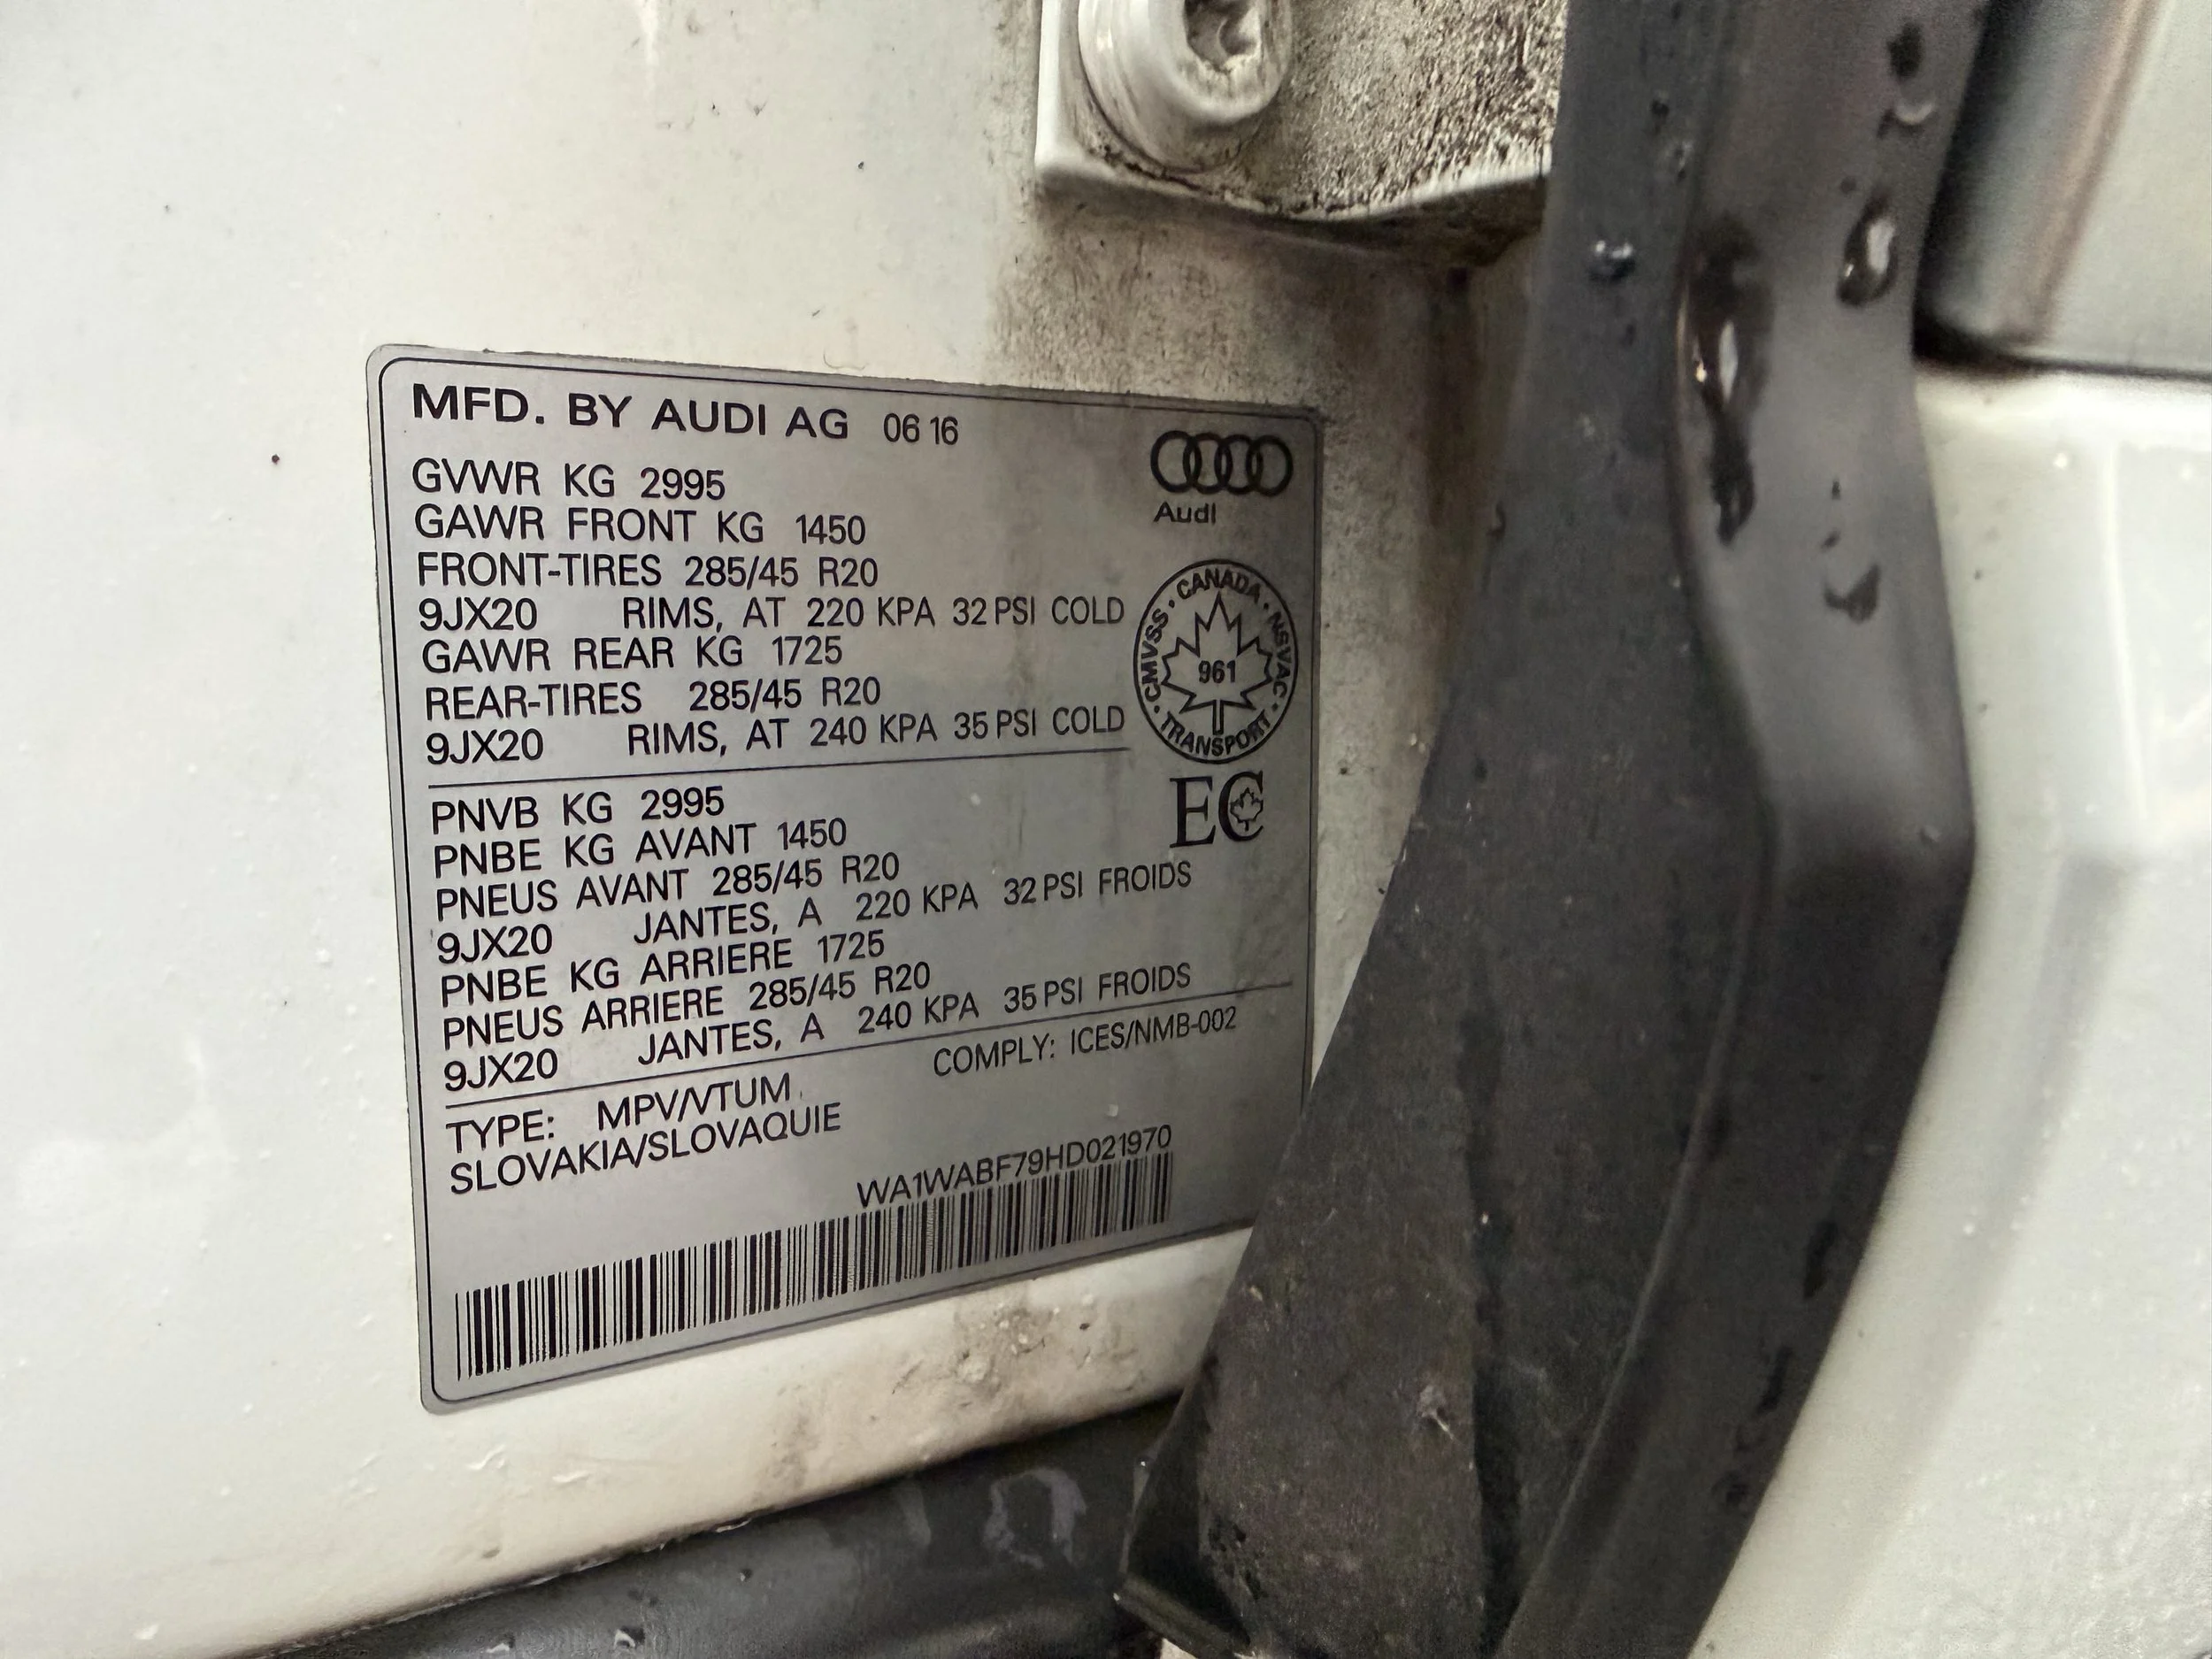 MFD. BY AUDI AG 06 16
GVWR KG 2995
GAWR FRONT KG 1450
FRONT-TIRES 285/45 R20
9JX20 RIMS, AT 220 KPA 32 PSI COLD
GAWR REAR KG 1725
REAR-TIRES 285/45 R20
9JX20 RIMS, AT 240 KPA 35 PSI COLD
Audi
CANADA · NSVAC · TRANSPORT · CMVSS ·
961
EC
PNVB KG 2995
PNBE KG AVANT 1450
PNEUS AVANT 285/45 R20
9JX20 JANTES, A 220 KPA 32 PSI FROIDS
PNBE KG ARRIERE 1725
PNEUS ARRIERE 285/45 R20
9JX20 JANTES, A 240 KPA 35 PSI FROIDS
COMPLY: ICES/NMB-002
TYPE: MPV/VTUM
SLOVAKIA/SLOVAQUIE
WA1WABF79HD021970